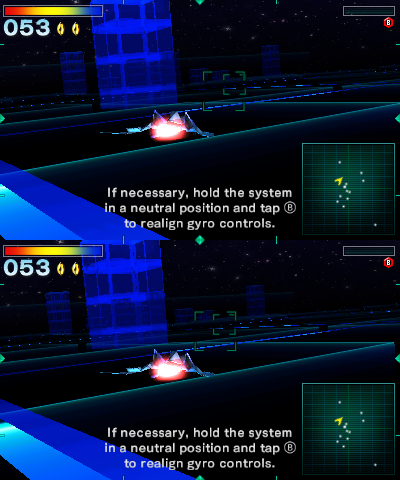 053
B
If necessary, hold the system
in a neutral position and tap Ⓑ
to realign gyro controls.
053
B
If necessary, hold the system
in a neutral position and tap Ⓑ
to realign gyro controls.